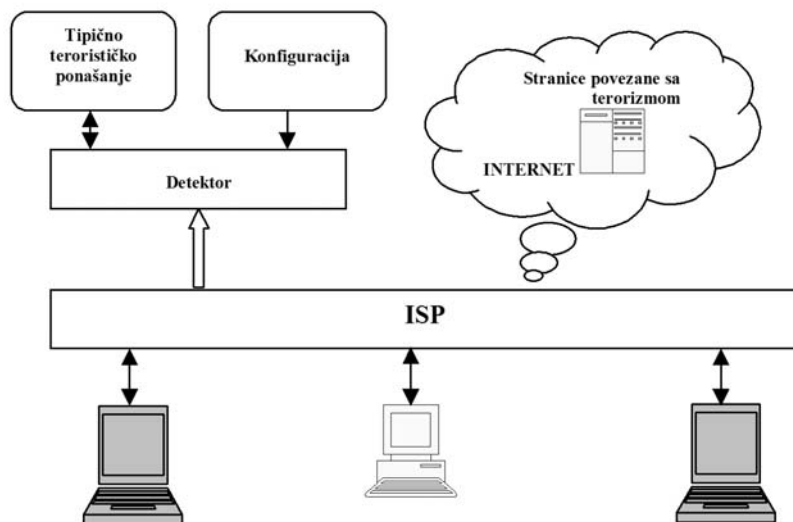 Tipično
terorističko
ponašanje
Konfiguracija
Stranice povezane sa
terorizmom
INTERNET
Detektor
ISP